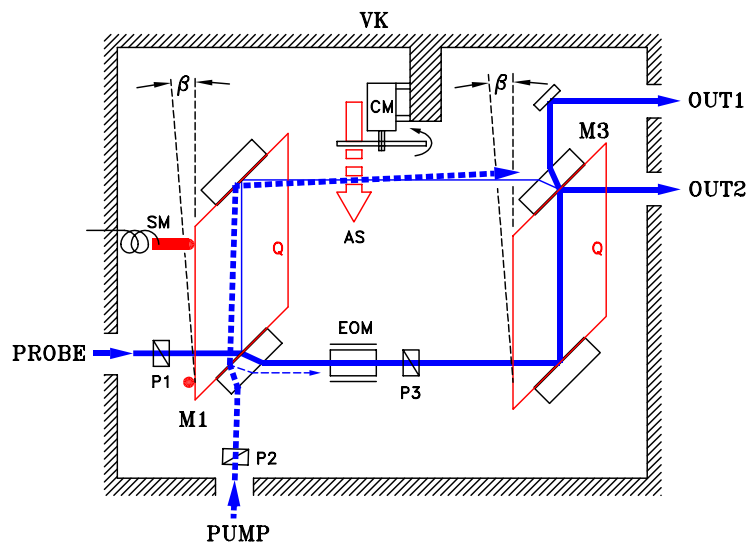 VK
β
β
CM
OUT1
M3
OUT2
SM
AS
Q
Q
EOM
PROBE
P1
P3
M1
P2
PUMP